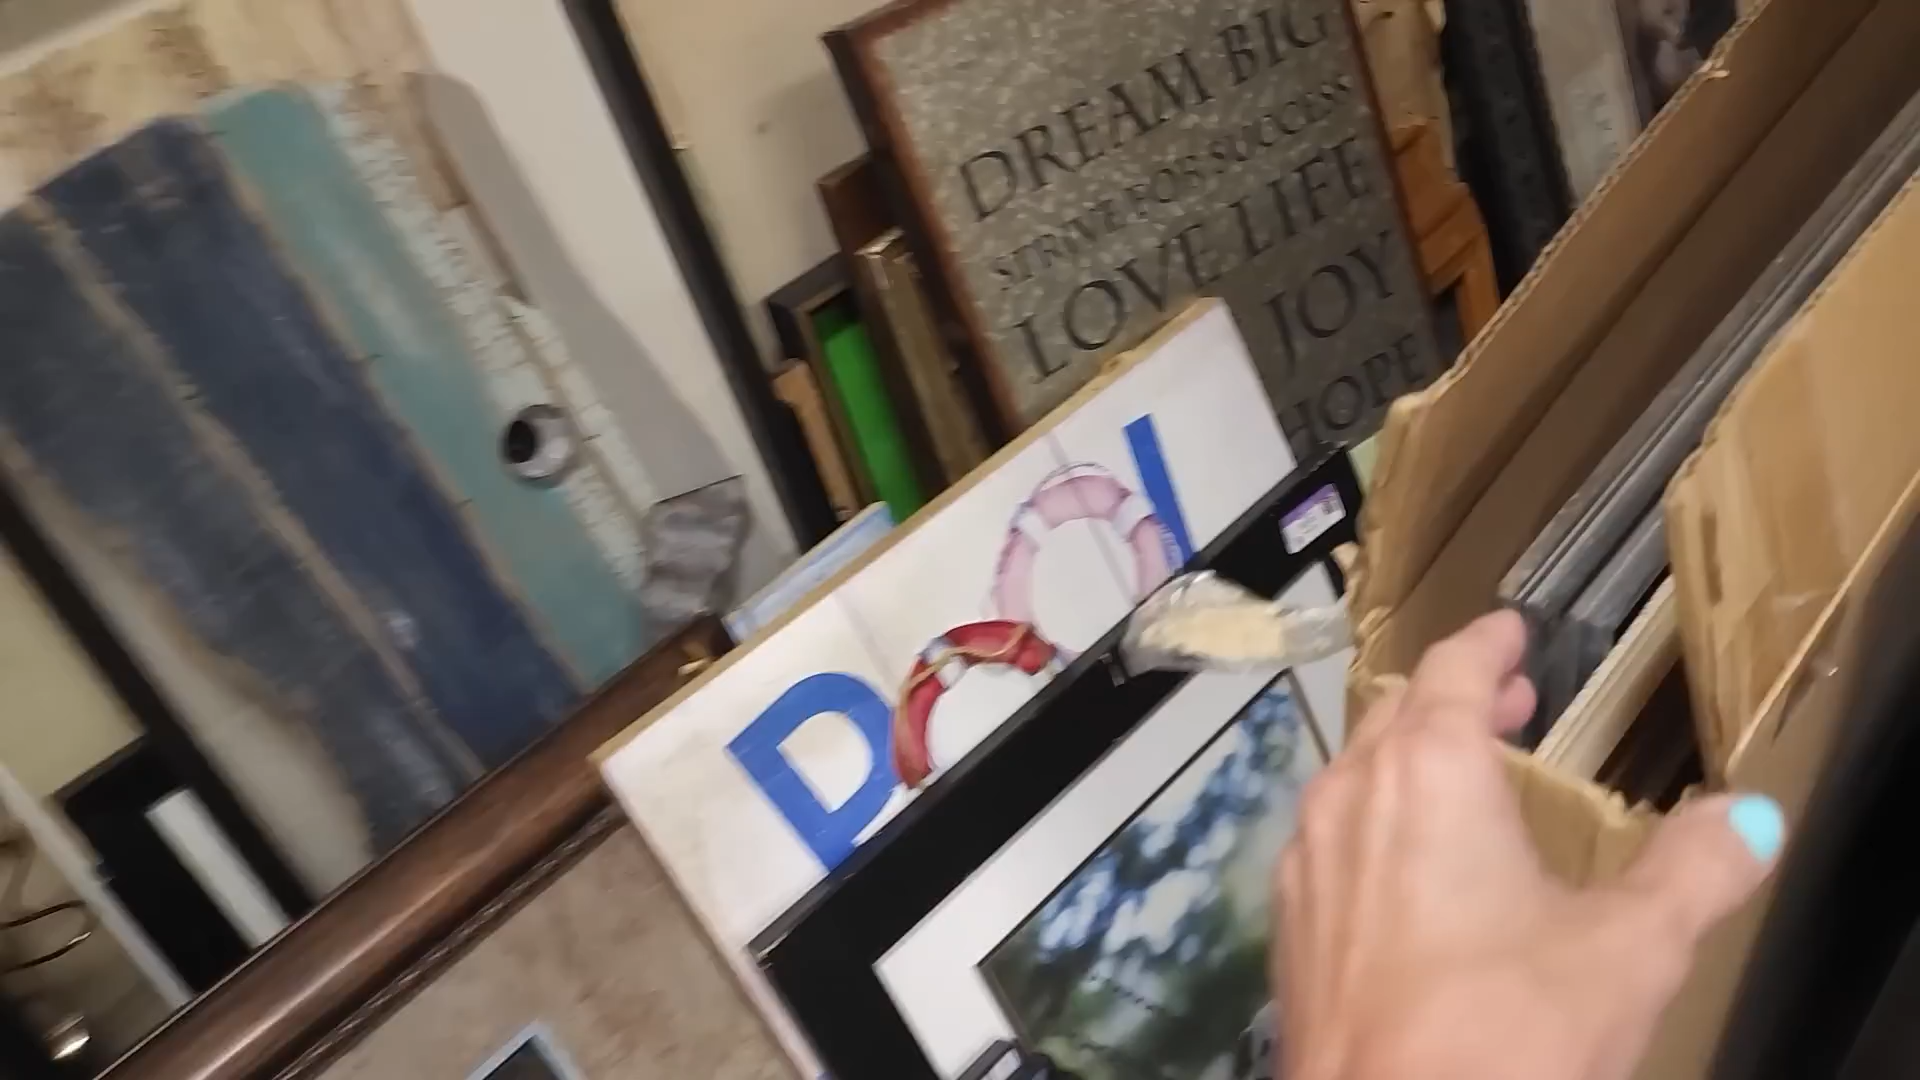 DREAM BIG
STRIVE FOR SUCCESS
LOVE LIFE
JOY
HOPE
POOL